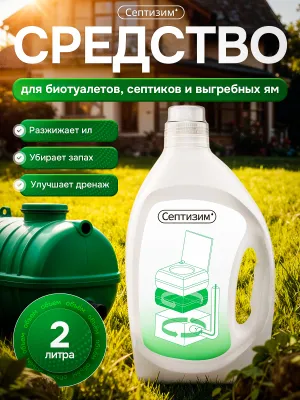 Септизим
СРЕДСТВО
для биотуалетов, септиков и выгребных ям
Разжижает ил
Убирает запах
Улучшает дренаж
Септизим
2
литра